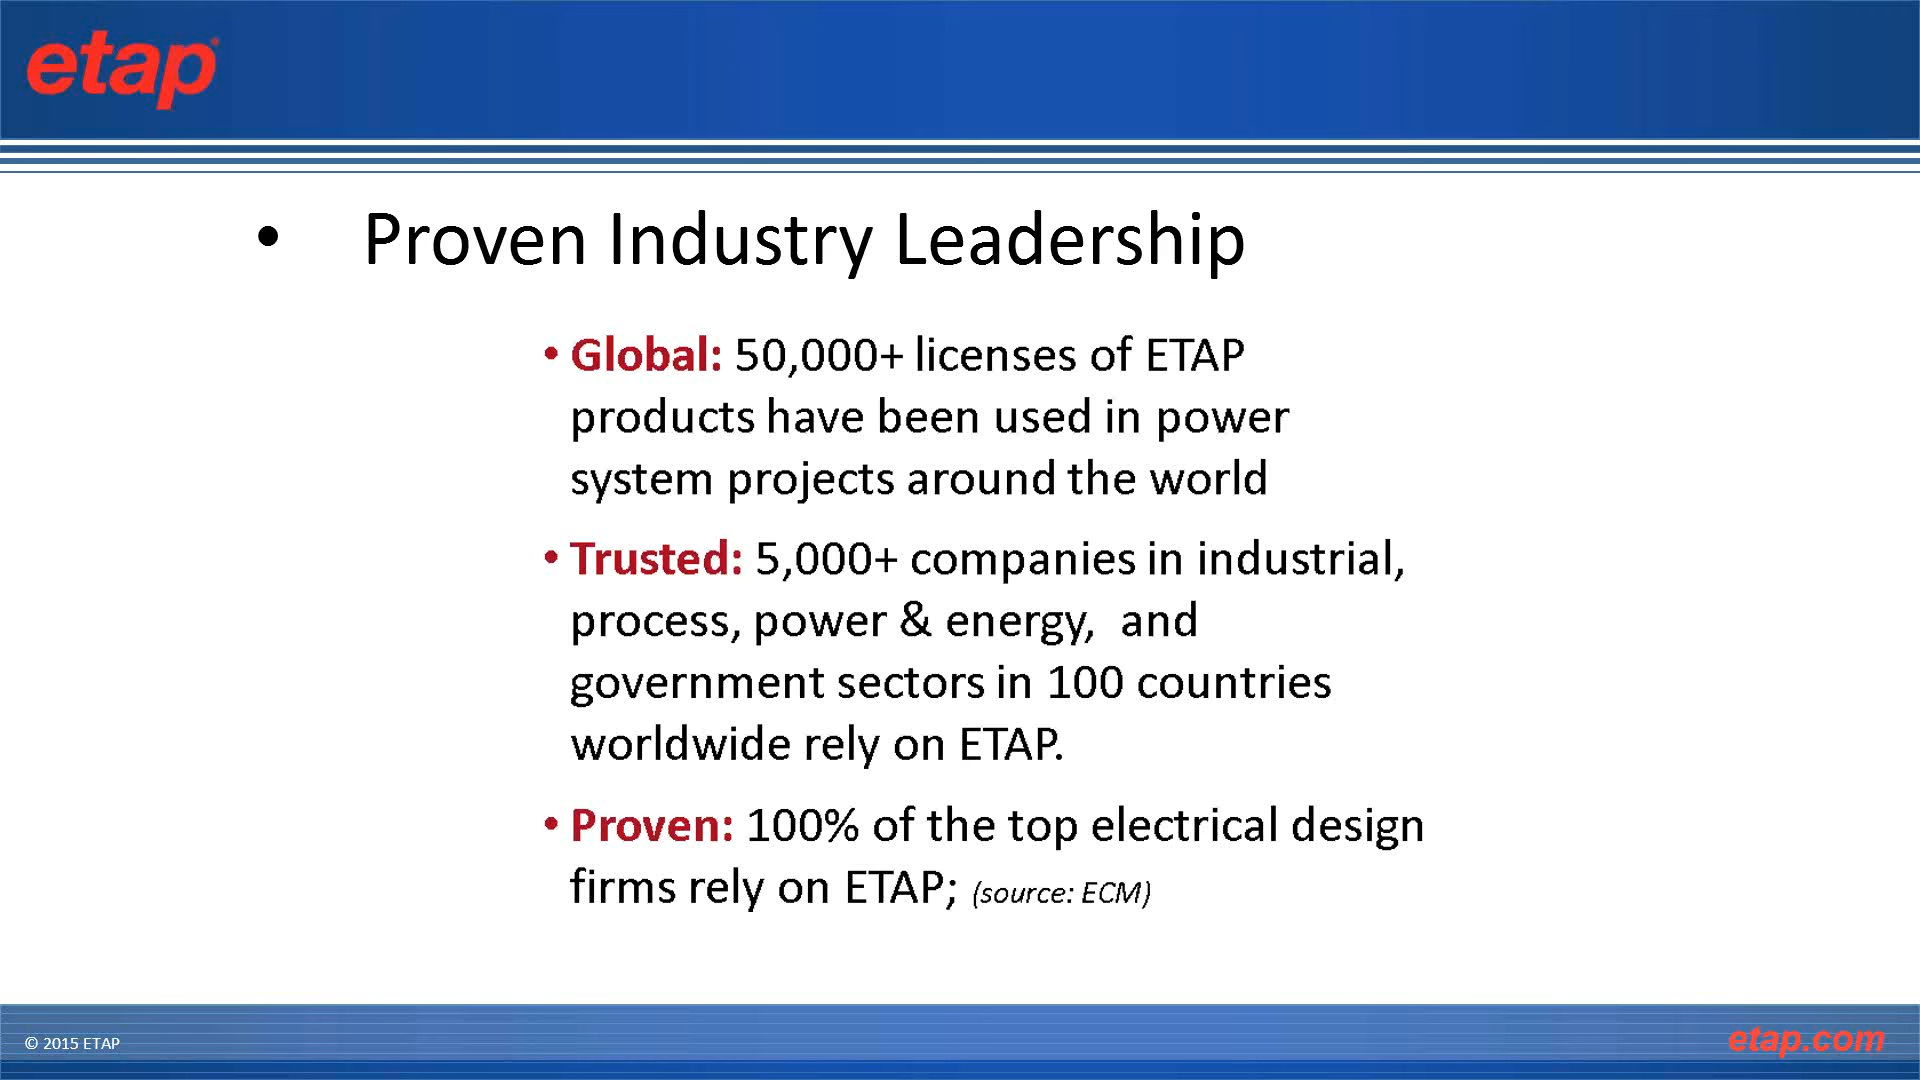 etap
• Proven Industry Leadership
• Global: 50,000+ licenses of ETAP
products have been used in power
system projects around the world
• Trusted: 5,000+ companies in industrial,
process, power & energy,  and
government sectors in 100 countries
worldwide rely on ETAP.
• Proven: 100% of the top electrical design
firms rely on ETAP; (source: ECM)
© 2015 ETAP
etap.com